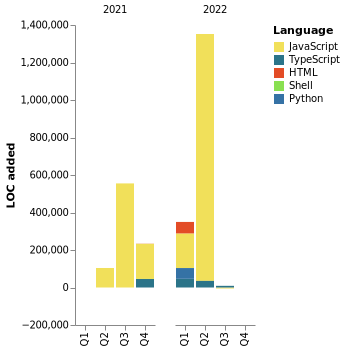 2021 2022
1,400,000
1,200,000
1,000,000
800,000
600,000
400,000
200,000
0
−200,000
LOC added
Q1 Q2 Q3 Q4 Q1 Q2 Q3 Q4
Language
JavaScript
TypeScript
HTML
Shell
Python